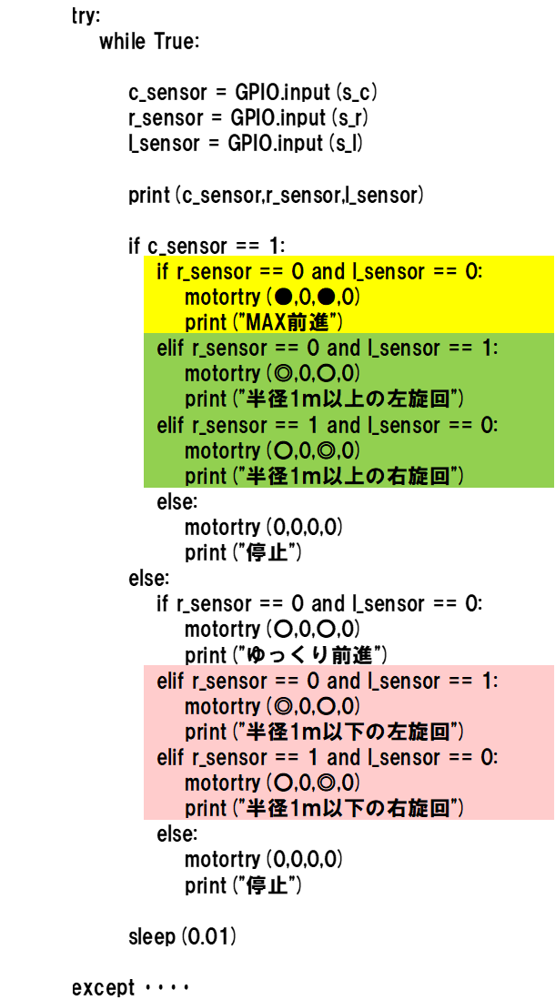 try:
while True:
c_sensor = GPIO.input(s_c)
r_sensor = GPIO.input(s_r)
l_sensor = GPIO.input(s_l)
print(c_sensor,r_sensor,l_sensor)
if c_sensor == 1:
if r_sensor == 0 and l_sensor == 0:
motortry(●,0,●,0)
print("MAX前進")
elif r_sensor == 0 and l_sensor == 1:
motortry(◎,0,○,0)
print("半径1m以上の左旋回")
elif r_sensor == 1 and l_sensor == 0:
motortry(○,0,◎,0)
print("半径1m以上の右旋回")
else:
motortry(0,0,0,0)
print("停止")
else:
if r_sensor == 0 and l_sensor == 0:
motortry(○,0,○,0)
print("ゆっくり前進")
elif r_sensor == 0 and l_sensor == 1:
motortry(◎,0,○,0)
print("半径1m以下の左旋回")
elif r_sensor == 1 and l_sensor == 0:
motortry(○,0,◎,0)
print("半径1m以下の右旋回")
else:
motortry(0,0,0,0)
print("停止")
sleep(0.01)
except ・・・・